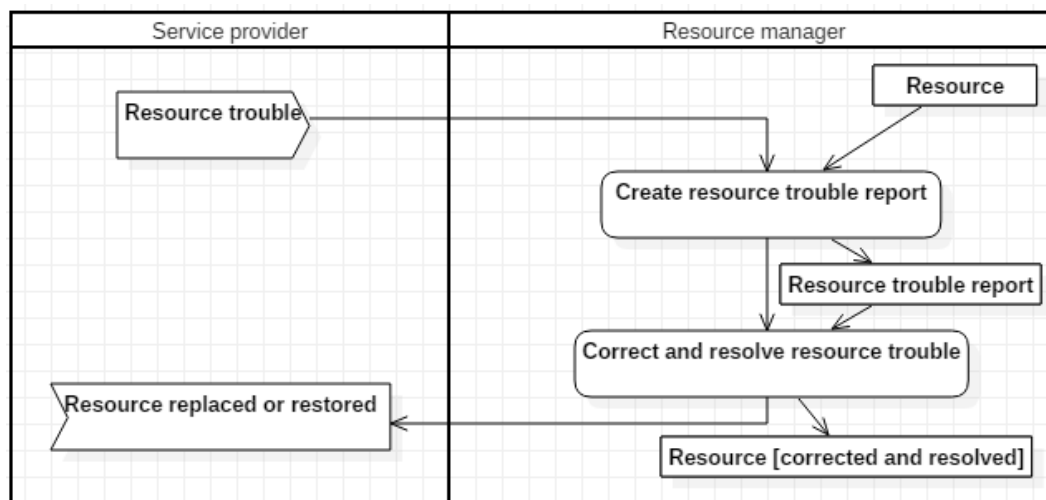 Service provider
Resource manager
Resource
Resource trouble
Create resource trouble report
Resource trouble report
Correct and resolve resource trouble
Resource replaced or restored
Resource [corrected and resolved]